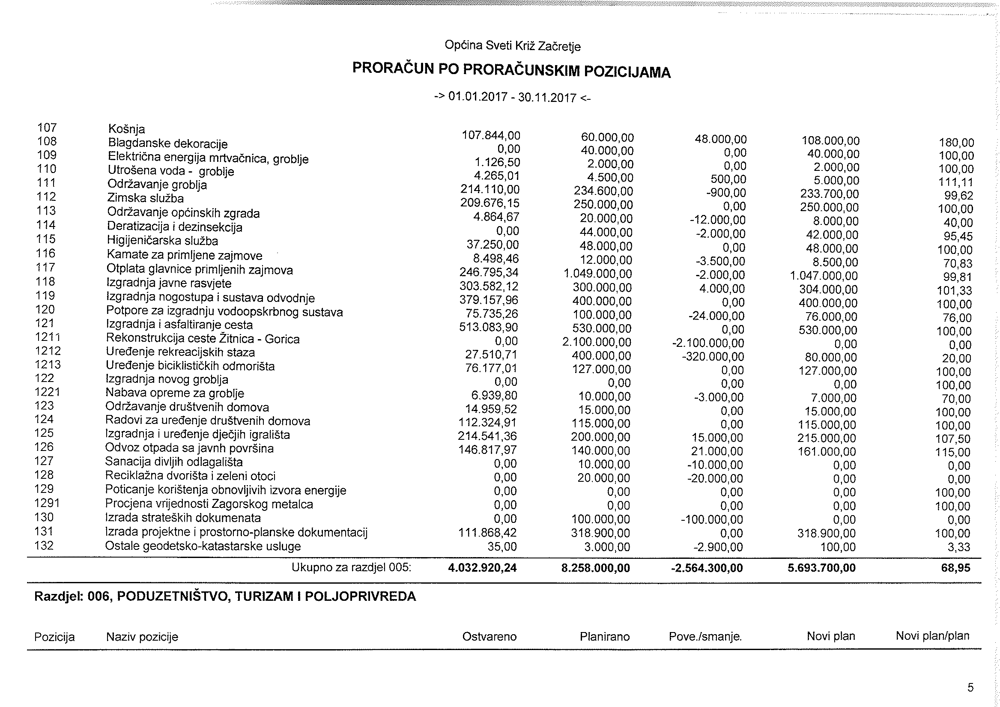 Općina Sveti Križ Začretje
PRORAČUN PO PRORAČUNSKIM POZICIJAMA
-> 01.01.2017 - 30.11.2017 <-
107 Košnja 107.844,00 60.000,00 48.000,00 108.000,00 180,00
108 Blagdanske dekoracije 0,00 40.000,00 0,00 40.000,00 100,00
109 Električna energija mrtvačnica, groblje 1.126,50 2.000,00 0,00 2.000,00 100,00
110 Utrošena voda - groblje 4.265,01 4.500,00 500,00 5.000,00 111,11
111 Održavanje groblja 214.110,00 234.600,00 -900,00 233.700,00 99,62
112 Zimska služba 209.676,15 250.000,00 0,00 250.000,00 100,00
113 Održavanje općinskih zgrada 4.864,67 20.000,00 -12.000,00 8.000,00 40,00
114 Deratizacija i dezinsekcija 0,00 44.000,00 -2.000,00 42.000,00 95,45
115 Higijeničarska služba 37.250,00 48.000,00 0,00 48.000,00 100,00
116 Kamate za primljene zajmove 8.498,46 12.000,00 -3.500,00 8.500,00 70,83
117 Otplata glavnice primljenih zajmova 246.795,34 1.049.000,00 -2.000,00 1.047.000,00 99,81
118 Izgradnja javne rasvjete 303.582,12 300.000,00 4.000,00 304.000,00 101,33
119 Izgradnja nogostupa i sustava odvodnje 379.157,96 400.000,00 0,00 400.000,00 100,00
120 Potpore za izgradnju vodoopskrbnog sustava 75.735,26 100.000,00 -24.000,00 76.000,00 76,00
121 Izgradnja i asfaltiranje cesta 513.083,90 530.000,00 0,00 530.000,00 100,00
1211 Rekonstrukcija ceste Žitnica - Gorica 0,00 2.100.000,00 -2.100.000,00 0,00 0,00
1212 Uređenje rekreacijskih staza 27.510,71 400.000,00 -320.000,00 80.000,00 20,00
1213 Uređenje biciklističkih odmorišta 76.177,01 127.000,00 0,00 127.000,00 100,00
122 Izgradnja novog groblja 0,00 0,00 0,00 0,00 100,00
1221 Nabava opreme za groblje 6.939,80 10.000,00 -3.000,00 7.000,00 70,00
123 Održavanje društvenih domova 14.959,52 15.000,00 0,00 15.000,00 100,00
124 Radovi za uređenje društvenih domova 112.324,91 115.000,00 0,00 115.000,00 100,00
125 Izgradnja i uređenje dječjih igrališta 214.541,36 200.000,00 15.000,00 215.000,00 107,50
126 Odvoz otpada sa javnh površina 146.817,97 140.000,00 21.000,00 161.000,00 115,00
127 Sanacija divljih odlagališta 0,00 10.000,00 -10.000,00 0,00 0,00
128 Reciklažna dvorišta i zeleni otoci 0,00 20.000,00 -20.000,00 0,00 0,00
129 Poticanje korištenja obnovljivih izvora energije 0,00 0,00 0,00 0,00 100,00
1291 Procjena vrijednosti Zagorskog metalca 0,00 0,00 0,00 0,00 100,00
130 Izrada strateških dokumenata 0,00 100.000,00 -100.000,00 0,00 0,00
131 Izrada projektne i prostorno-planske dokumentacij 111.868,42 318.900,00 0,00 318.900,00 100,00
132 Ostale geodetsko-katastarske usluge 35,00 3.000,00 -2.900,00 100,00 3,33
Ukupno za razdjel 005: 4.032.920,24 8.258.000,00 -2.564.300,00 5.693.700,00 68,95
Razdjel: 006, PODUZETNIŠTVO, TURIZAM I POLJOPRIVREDA
Pozicija Naziv pozicije Ostvareno Planirano Pove./smanje. Novi plan Novi plan/plan
5